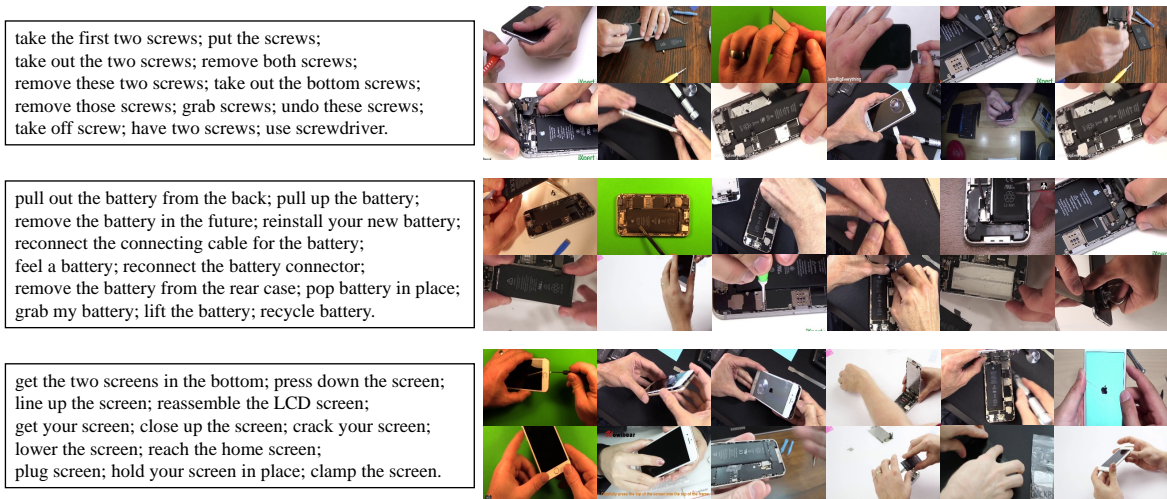 take the first two screws; put the screws;
take out the two screws; remove both screws;
remove these two screws; take out the bottom screws;
remove those screws; grab screws; undo these screws;
take off screw; have two screws; use screwdriver.
iXpert
iXpert
iXpert
pull out the battery from the back; pull up the battery;
remove the battery in the future; reinstall your new battery;
reconnect the connecting cable for the battery;
feel a battery; reconnect the battery connector;
remove the battery from the rear case; pop battery in place;
grab my battery; lift the battery; recycle battery.
iXpert
get the two screens in the bottom; press down the screen;
line up the screen; reassemble the LCD screen;
get your screen; close up the screen; crack your screen;
lower the screen; reach the home screen;
plug screen; hold your screen in place; clamp the screen.